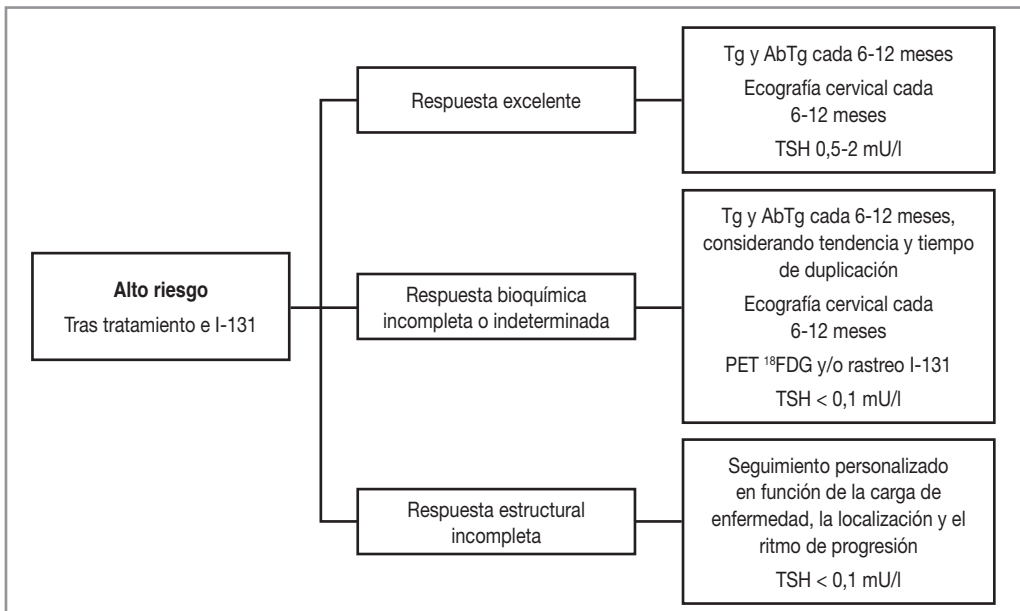 Alto riesgo
Tras tratamiento e I-131
Respuesta excelente
Tg y AbTg cada 6-12 meses
Ecografía cervical cada
6-12 meses
TSH 0,5-2 mU/l
Respuesta bioquímica
incompleta o indeterminada
Tg y AbTg cada 6-12 meses,
considerando tendencia y tiempo
de duplicación
Ecografía cervical cada
6-12 meses
PET ¹⁸FDG y/o rastreo I-131
TSH < 0,1 mU/l
Respuesta estructural
incompleta
Seguimiento personalizado
en función de la carga de
enfermedad, la localización y el
ritmo de progresión
TSH < 0,1 mU/l